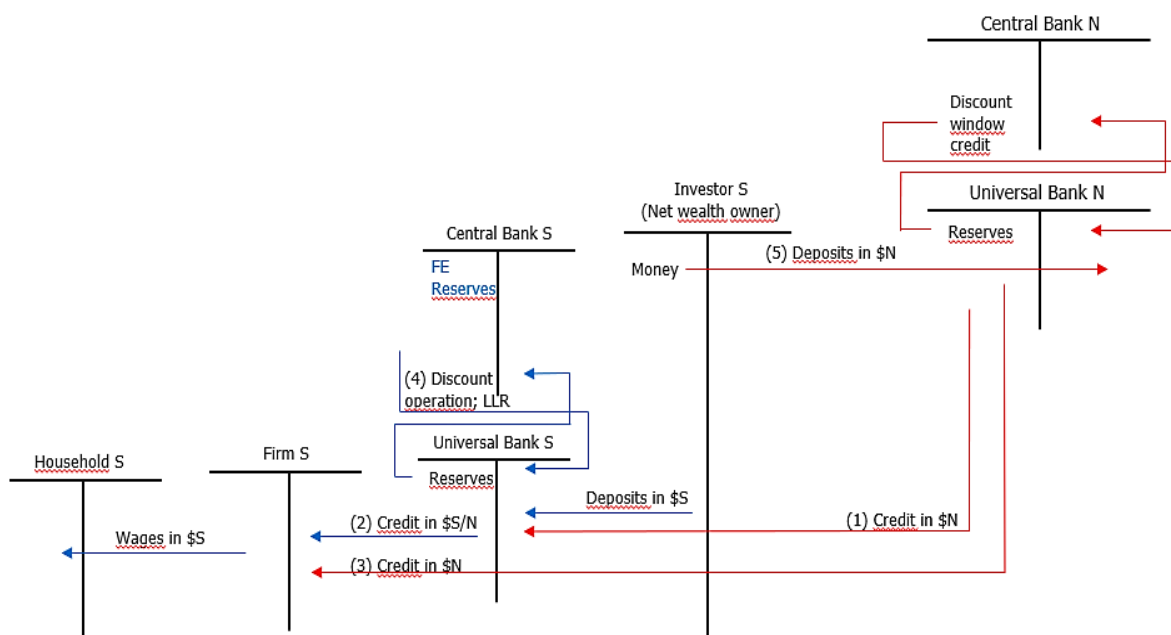 Central Bank N
Discount
window
credit
Investor S
(Net wealth owner)
Universal Bank N
Central Bank S
Reserves
(5) Deposits in $N
FE
Reserves
Money
(4) Discount
operation; LLR
Universal Bank S
Household S
Firm S
Reserves
Deposits in $S
(2) Credit in $S/N
(1) Credit in $N
Wages in $S
(3) Credit in $N